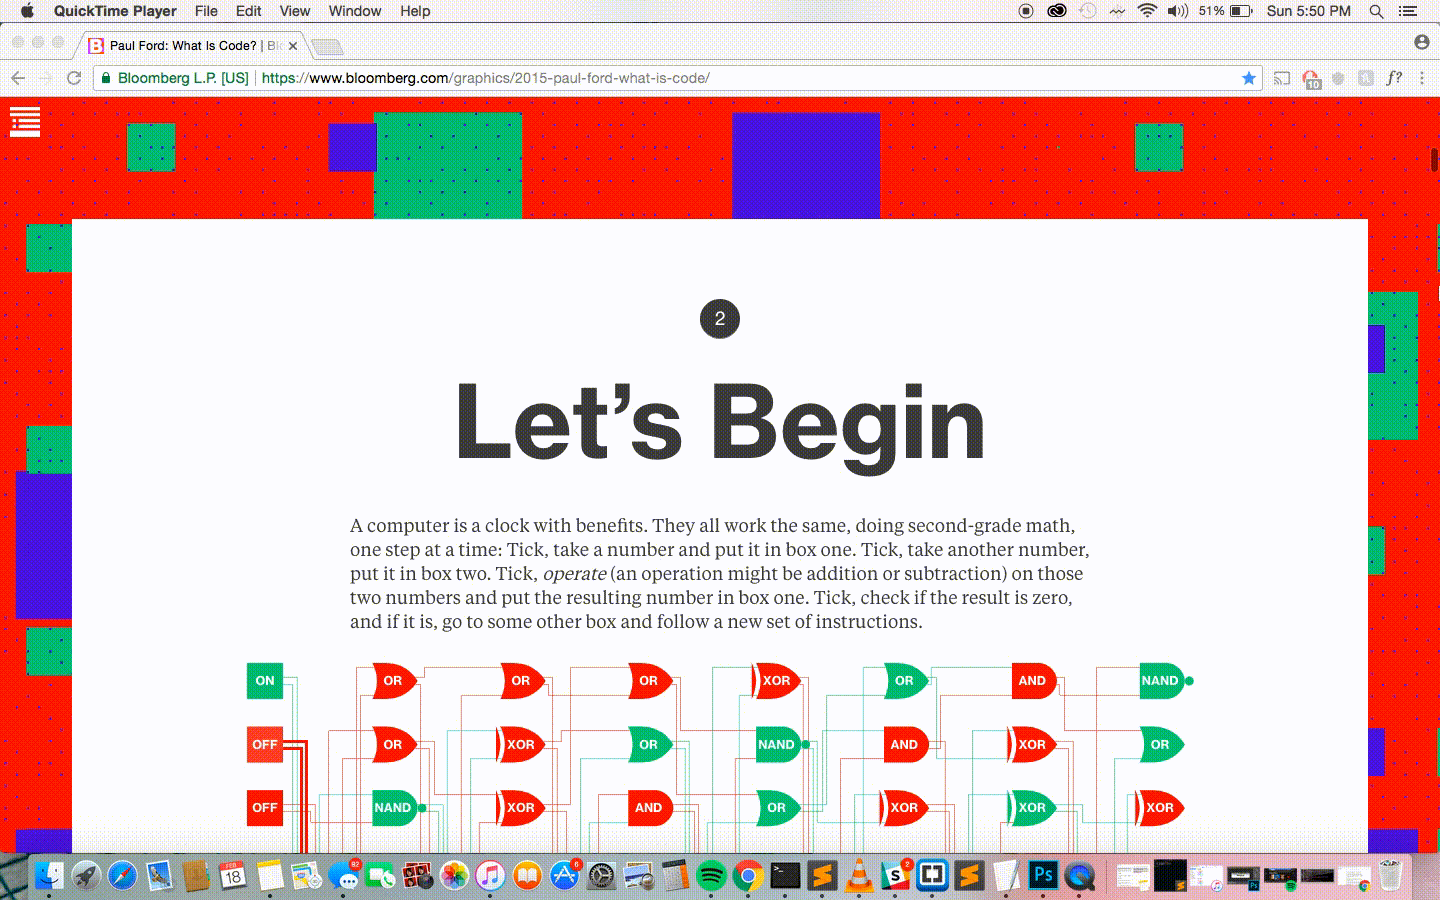 QuickTime Player File Edit View Window Help 51% Sun 5:50 PM
Paul Ford: What Is Code? | Bl
Bloomberg L.P. [US] https://www.bloomberg.com/graphics/2015-paul-ford-what-is-code/ 10 f?
2
Let's Begin
A computer is a clock with benefits. They all work the same, doing second-grade math,
one step at a time: Tick, take a number and put it in box one. Tick, take another number,
put it in box two. Tick, operate (an operation might be addition or subtraction) on those
two numbers and put the resulting number in box one. Tick, check if the result is zero,
and if it is, go to some other box and follow a new set of instructions.
ON OR OR OR XOR OR AND NAND
OFF OR XOR OR NAND AND XOR OR
OFF NAND XOR AND OR XOR XOR XOR
FEB 18 82 6 S 2 Ps